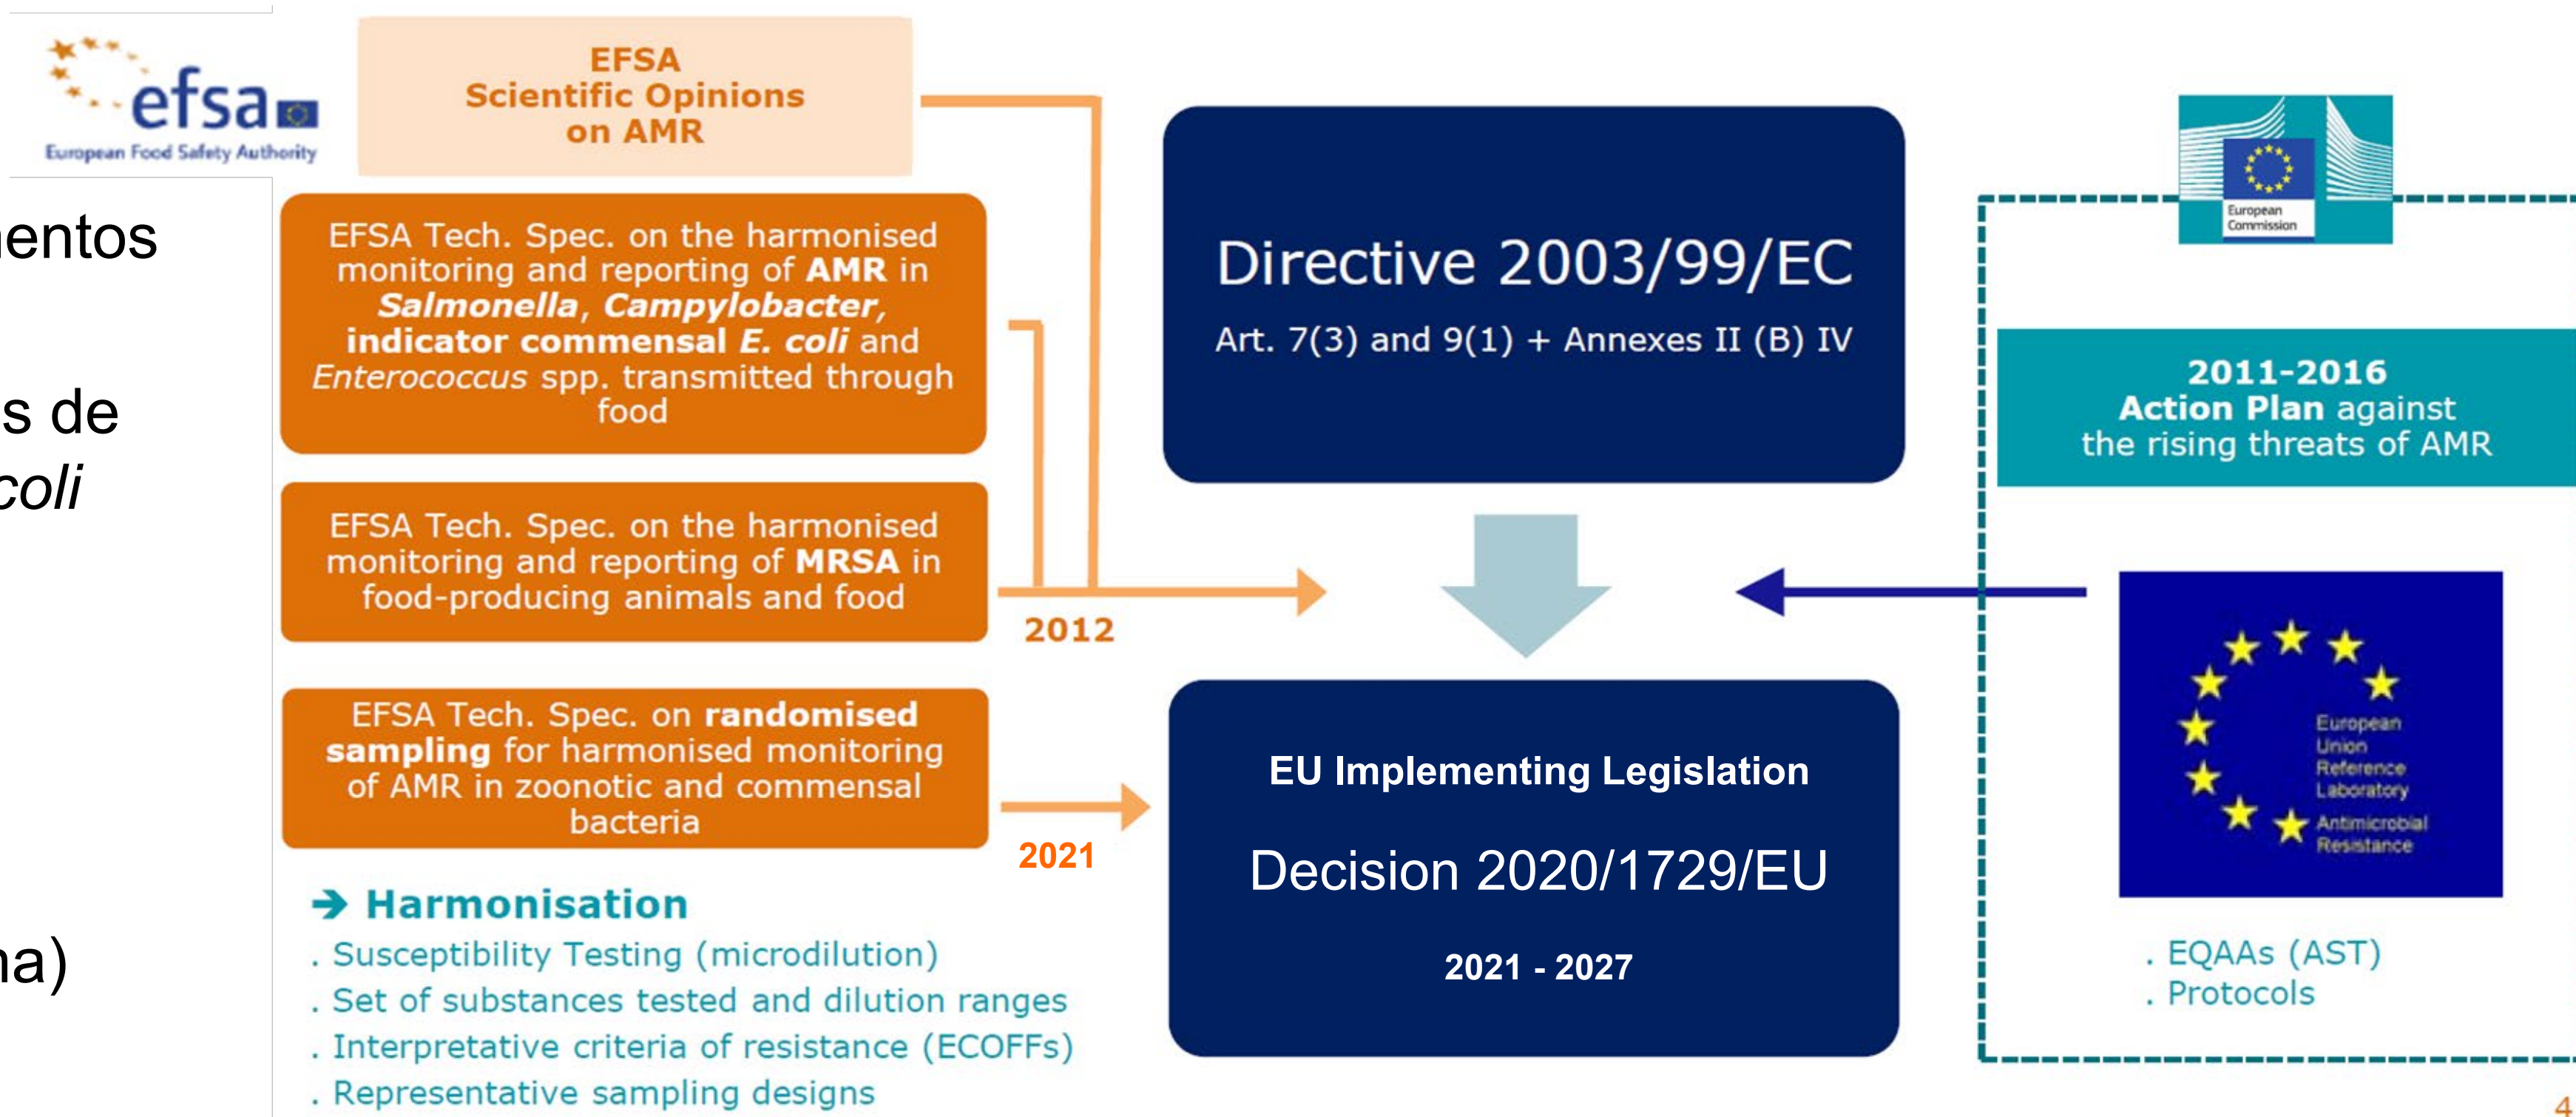 efsa
European Food Safety Authority
mentos
s de
coli
na)
EFSA
Scientific Opinions
on AMR
EFSA Tech. Spec. on the harmonised
monitoring and reporting of AMR in
Salmonella, Campylobacter,
indicator commensal E. coli and
Enterococcus spp. transmitted through
food
EFSA Tech. Spec. on the harmonised
monitoring and reporting of MRSA in
food-producing animals and food
2012
EFSA Tech. Spec. on randomised
sampling for harmonised monitoring
of AMR in zoonotic and commensal
bacteria
2021
➔ Harmonisation
. Susceptibility Testing (microdilution)
. Set of substances tested and dilution ranges
. Interpretative criteria of resistance (ECOFFs)
. Representative sampling designs
Directive 2003/99/EC
Art. 7(3) and 9(1) + Annexes II (B) IV
EU Implementing Legislation
Decision 2020/1729/EU
2021 - 2027
European
Commission
2011-2016
Action Plan against
the rising threats of AMR
European
Union
Reference
Laboratory
Antimicrobial
Resistance
. EQAAs (AST)
. Protocols
4